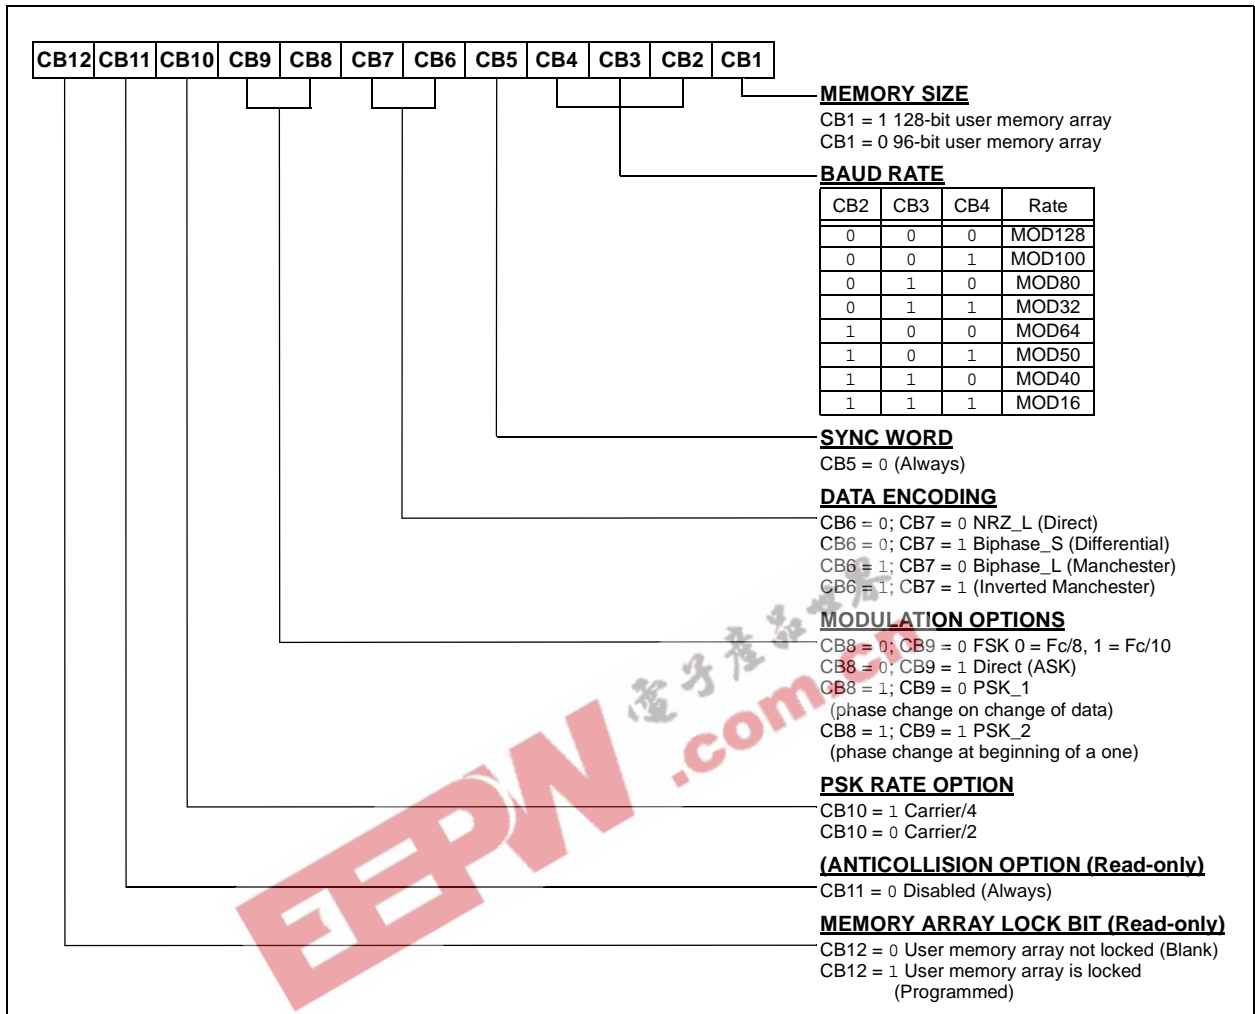 CB12 CB11 CB10 CB9 CB8 CB7 CB6 CB5 CB4 CB3 CB2 CB1
MEMORY SIZE
CB1 = 1 128-bit user memory array
CB1 = 0 96-bit user memory array
BAUD RATE
CB2 CB3 CB4 Rate
0 0 0 MOD128
0 0 1 MOD100
0 1 0 MOD80
0 1 1 MOD32
1 0 0 MOD64
1 0 1 MOD50
1 1 0 MOD40
1 1 1 MOD16
SYNC WORD
CB5 = 0 (Always)
DATA ENCODING
CB6 = 0; CB7 = 0 NRZ_L (Direct)
CB6 = 0; CB7 = 1 Biphase_S (Differential)
CB6 = 1; CB7 = 0 Biphase_L (Manchester)
CB6 = 1; CB7 = 1 (Inverted Manchester)
MODULATION OPTIONS
CB8 = 0; CB9 = 0 FSK 0 = Fc/8, 1 = Fc/10
CB8 = 0; CB9 = 1 Direct (ASK)
CB8 = 1; CB9 = 0 PSK_1
(phase change on change of data)
CB8 = 1; CB9 = 1 PSK_2
(phase change at beginning of a one)
PSK RATE OPTION
CB10 = 1 Carrier/4
CB10 = 0 Carrier/2
(ANTICOLLISION OPTION (Read-only)
CB11 = 0 Disabled (Always)
MEMORY ARRAY LOCK BIT (Read-only)
CB12 = 0 User memory array not locked (Blank)
CB12 = 1 User memory array is locked
(Programmed)
EEPW
電子產品世界
.com.cn